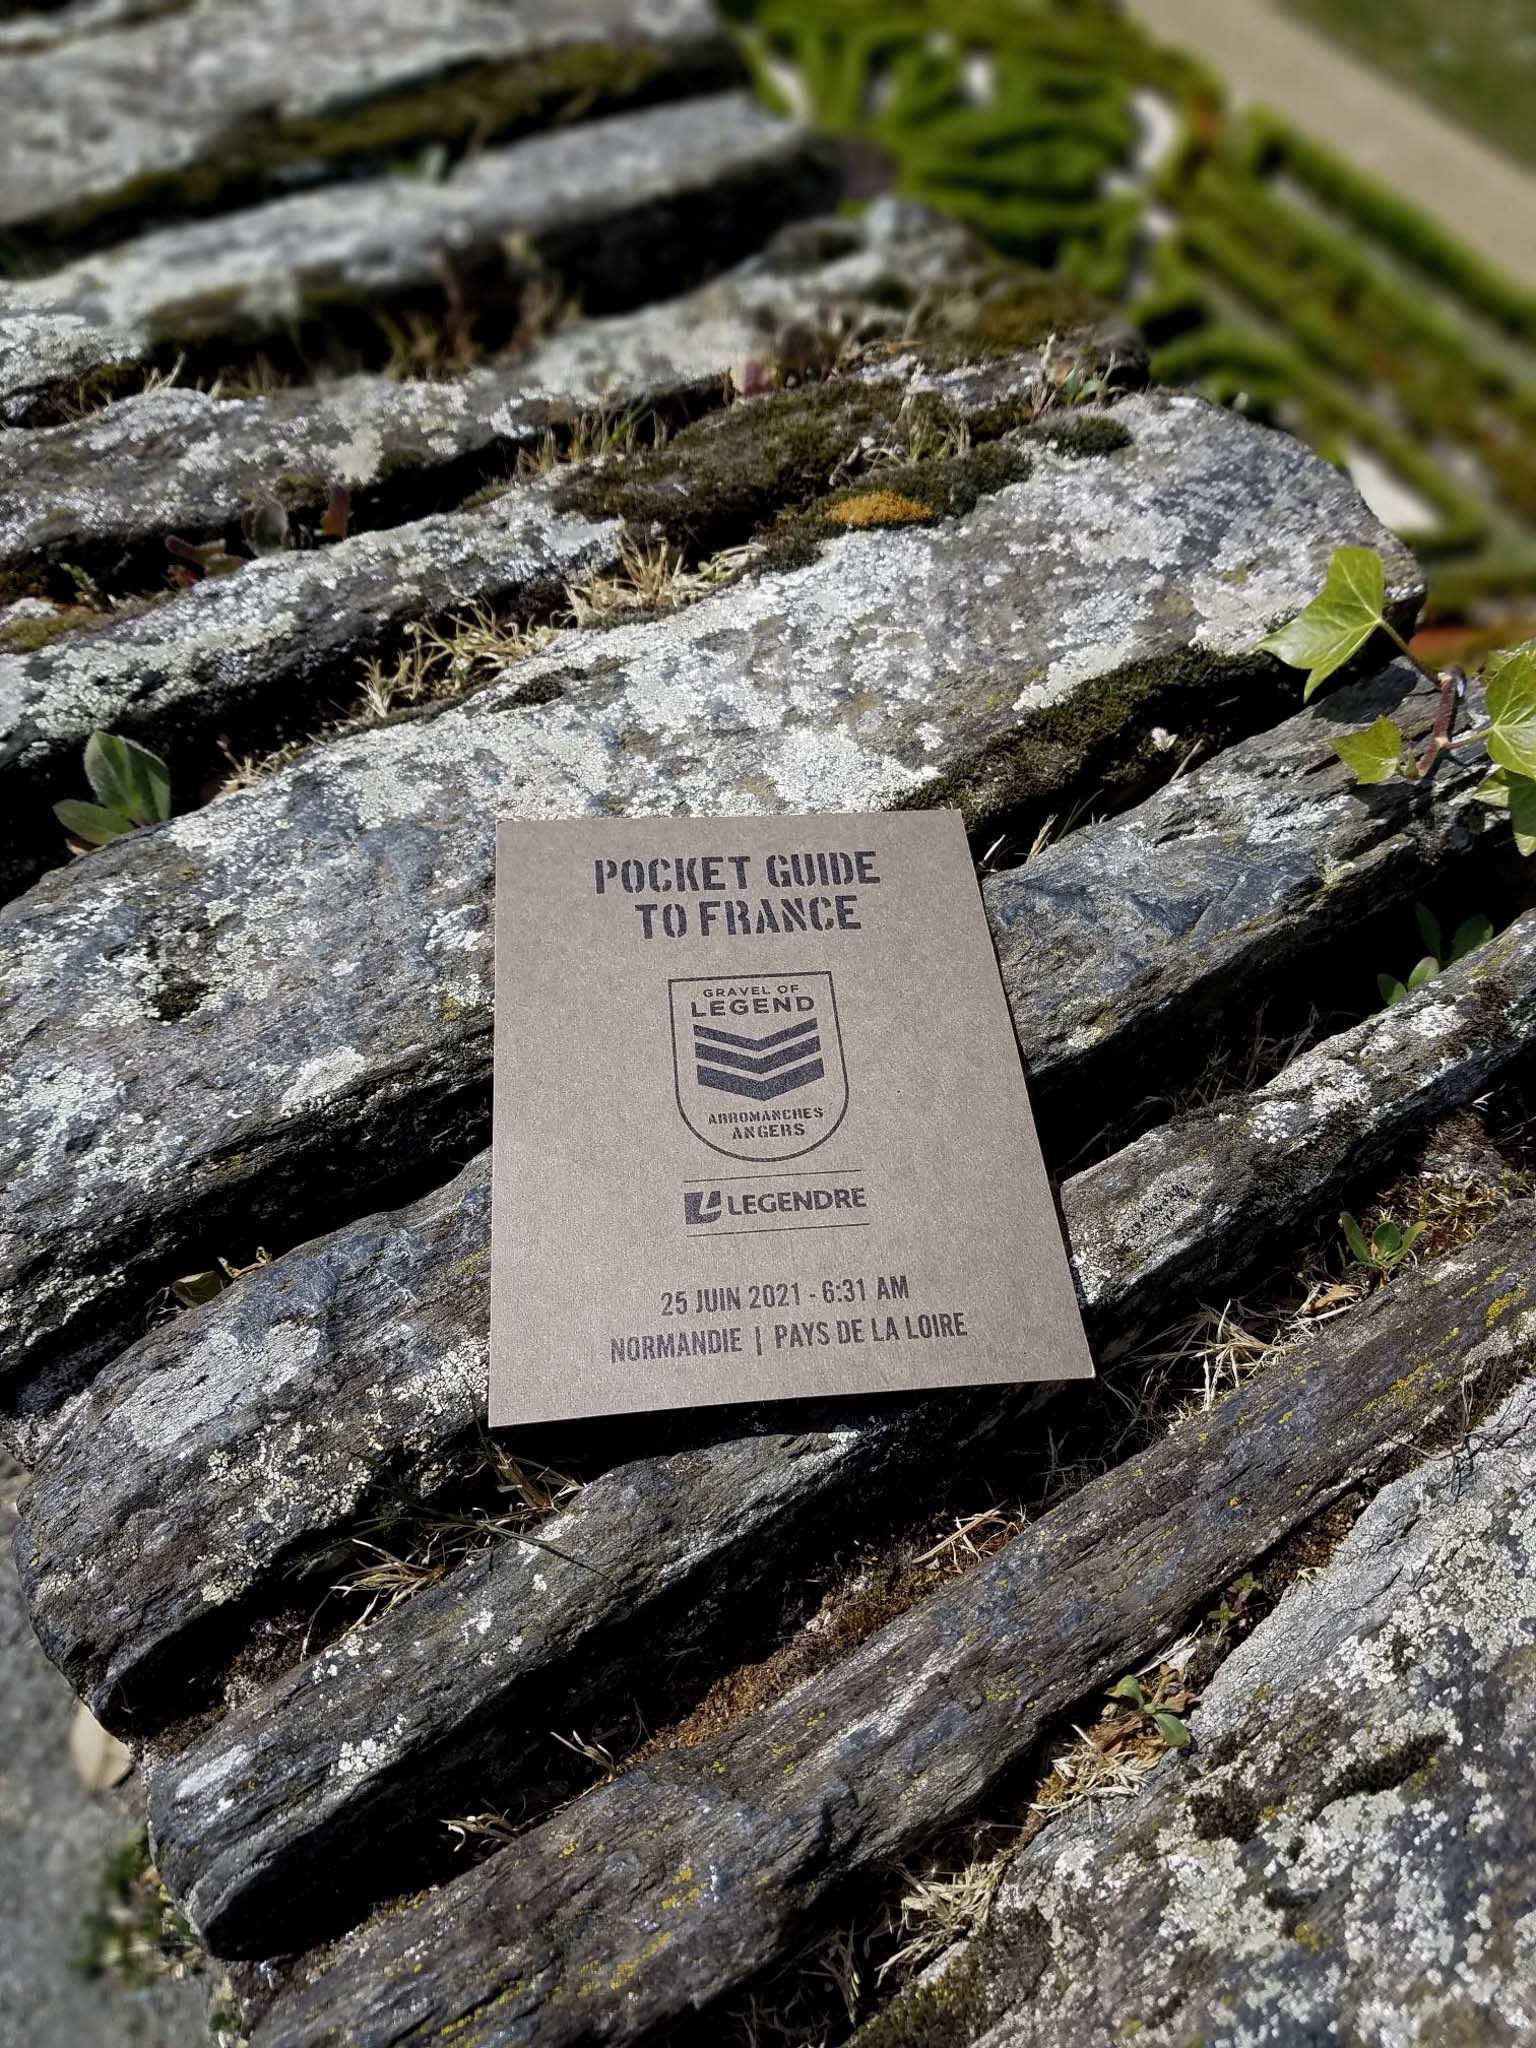 POCKET GUIDE
TO FRANCE
GRAVEL OF
LEGEND
ARROMANCHES
ANGERS
LEGENDRE
25 JUIN 2021 - 6:31 AM
NORMANDIE | PAYS DE LA LOIRE